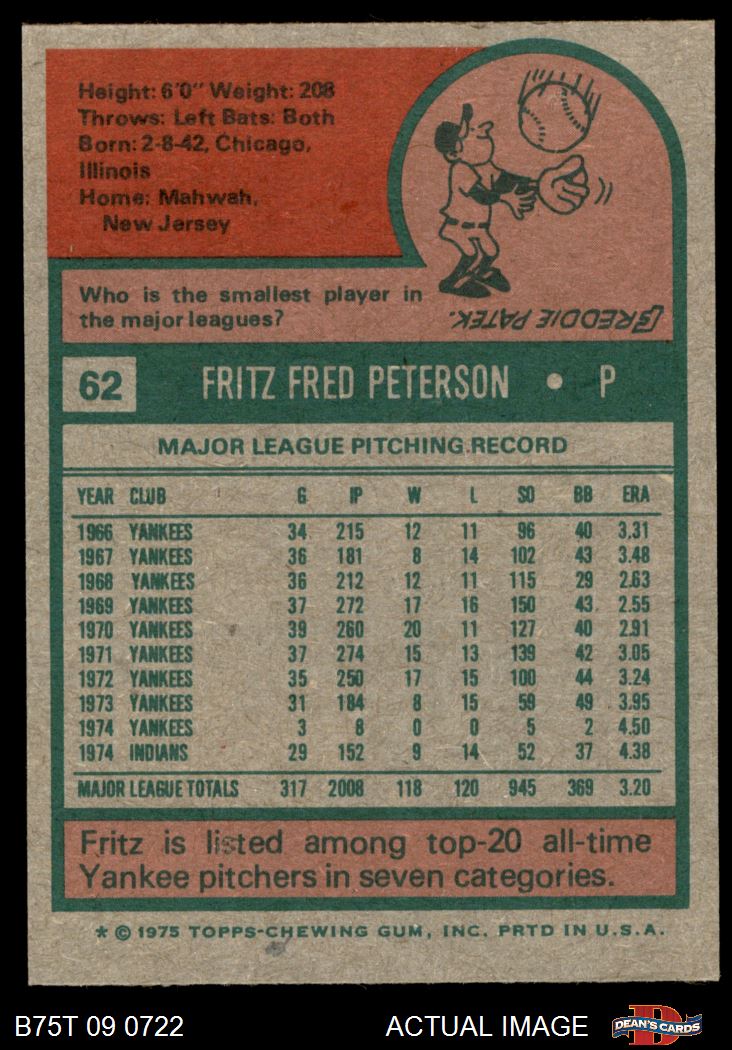 Height: 6'0" Weight: 208
Throws: Left Bats: Both
Born: 2-8-42, Chicago,
Illinois
Home: Mahwah,
New Jersey
Who is the smallest player in
the major leagues?
FREDDIE PATEK.
62 FRITZ FRED PETERSON • P
MAJOR LEAGUE PITCHING RECORD
YEAR CLUB G IP W L SO BB ERA
1966 YANKEES 34 215 12 11 96 40 3.31
1967 YANKEES 36 181 8 14 102 43 3.48
1968 YANKEES 36 212 12 11 115 29 2.63
1969 YANKEES 37 272 17 16 150 43 2.55
1970 YANKEES 39 260 20 11 127 40 2.91
1971 YANKEES 37 274 15 13 139 42 3.05
1972 YANKEES 35 250 17 15 100 44 3.24
1973 YANKEES 31 184 8 15 59 49 3.95
1974 YANKEES 3 8 0 0 5 2 4.50
1974 INDIANS 29 152 9 14 52 37 4.38
MAJOR LEAGUE TOTALS 317 2008 118 120 945 369 3.20
Fritz is listed among top-20 all-time
Yankee pitchers in seven categories.
* © 1975 TOPPS-CHEWING GUM, INC. PRTD IN U.S.A.
B75T 09 0722 ACTUAL IMAGE DEAN'S CARDS